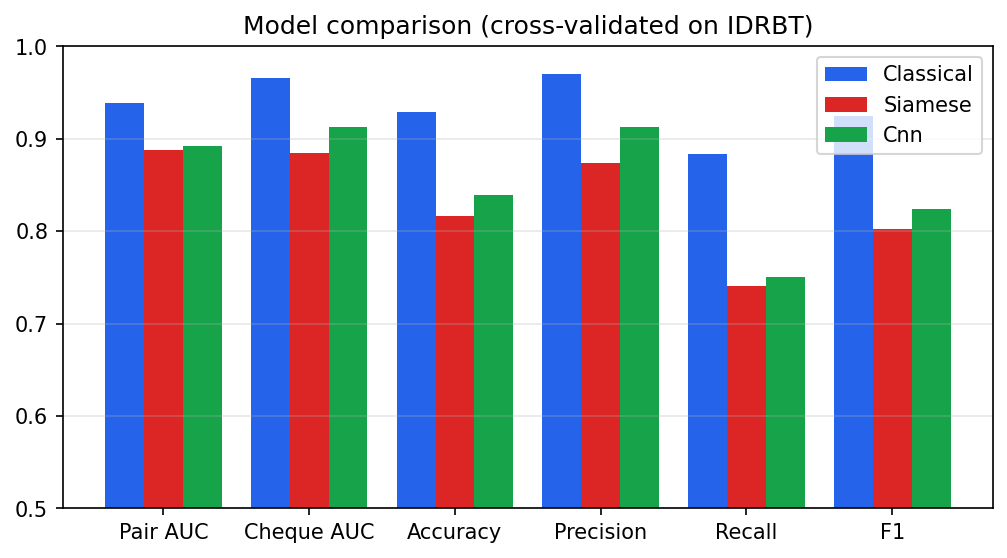 Model comparison (cross-validated on IDRBT)
1.0
0.9
0.8
0.7
0.6
0.5
Classical
Siamese
Cnn
Pair AUC
Cheque AUC
Accuracy
Precision
Recall
F1